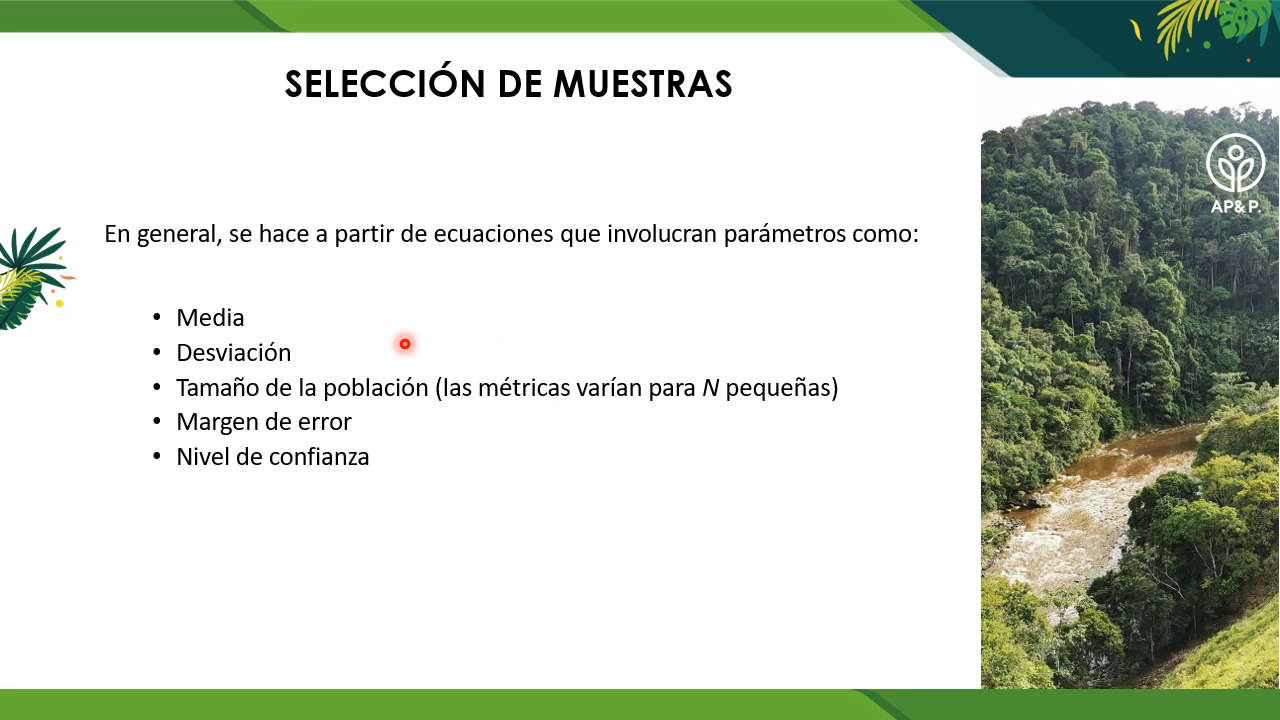 SELECCIÓN DE MUESTRAS
AP&P.
En general, se hace a partir de ecuaciones que involucran parámetros como:
• Media
• Desviación
• Tamaño de la población (las métricas varían para N pequeñas)
• Margen de error
• Nivel de confianza